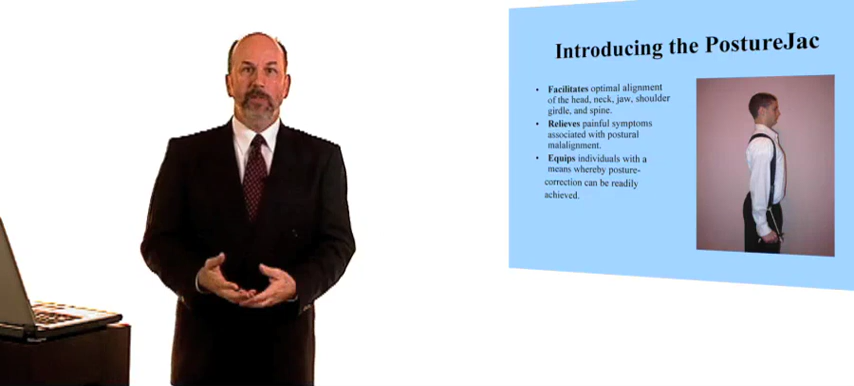 Introducing the PostureJac
• Facilitates optimal alignment
of the head, neck, jaw, shoulder
girdle, and spine.
• Relieves painful symptoms
associated with postural
malalignment.
• Equips individuals with a
means whereby posture-
correction can be readily
achieved.